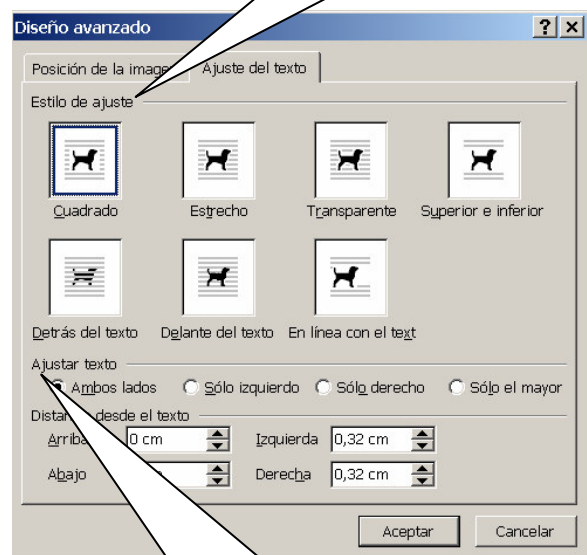 Diseño avanzado
Posición de la image
Ajuste del texto
Estilo de ajuste
Cuadrado Estrecho Transparente Superior e inferior
Detrás del texto Delante del texto En línea con el text
Ajustar texto
Ambos lados Sólo izquierdo Sólo derecho Sólo el mayor
desde el texto
Arriba 0 cm Izquierda 0,32 cm
Abajo Derecha 0,32 cm
Aceptar Cancelar